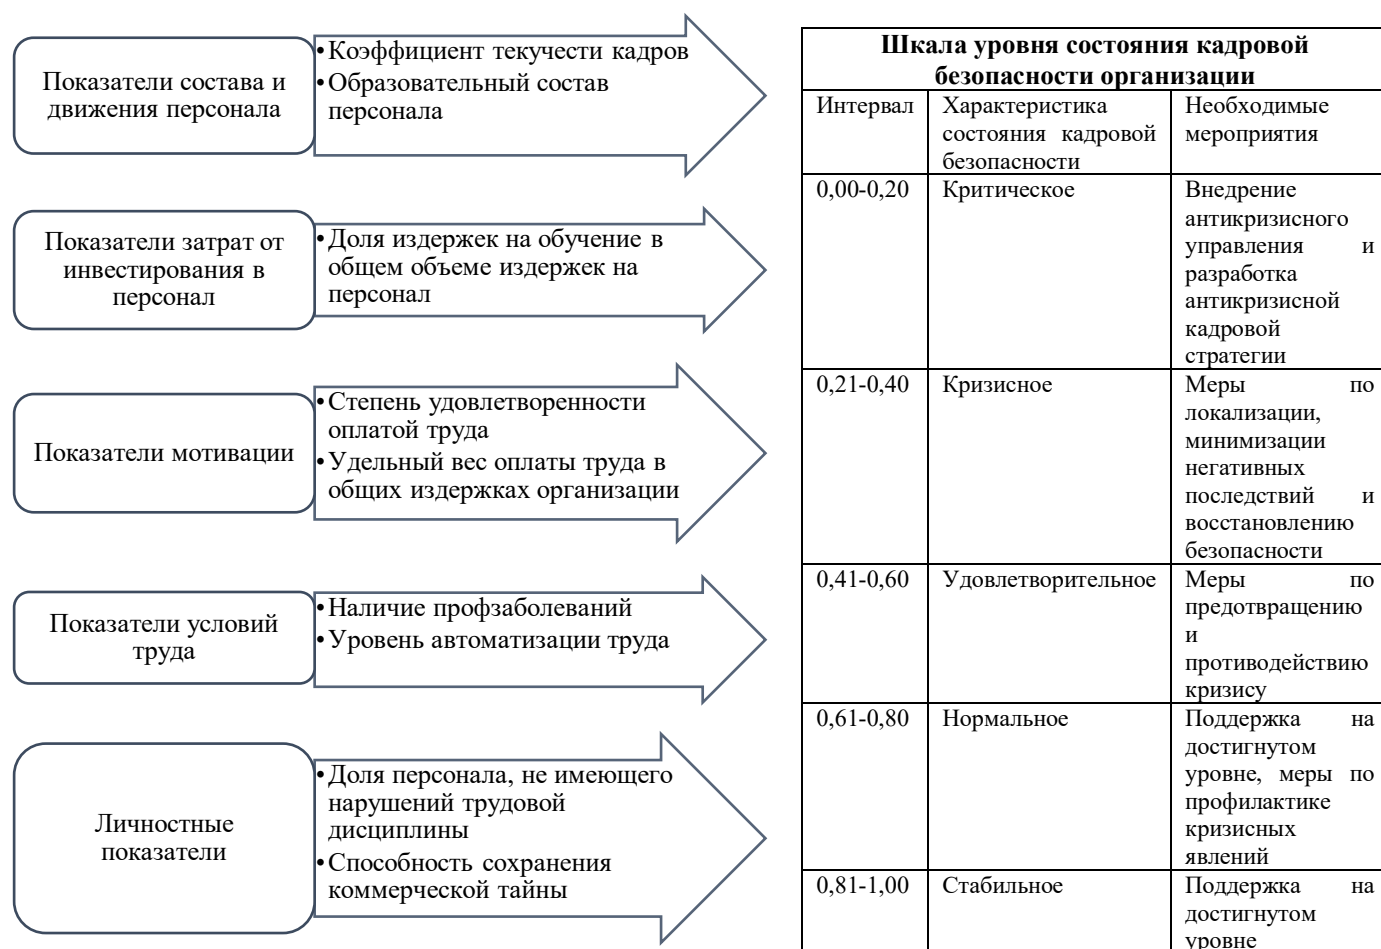 Показатели состава и
движения персонала
•Коэффициент текучести кадров
•Образовательный состав
персонала
Показатели затрат от
инвестирования в
персонал
•Доля издержек на обучение в
общем объеме издержек на
персонал
Показатели мотивации
•Степень удовлетворенности
оплатой труда
•Удельный вес оплаты труда в
общих издержках организации
Показатели условий
труда
•Наличие профзаболеваний
•Уровень автоматизации труда
Личностные
показатели
•Доля персонала, не имеющего
нарушений трудовой
дисциплины
•Способность сохранения
коммерческой тайны
Шкала уровня состояния кадровой
безопасности организации
Интервал
Характеристика
состояния кадровой
безопасности
Необходимые
мероприятия
0,00-0,20
Критическое
Внедрение
антикризисного
управления и
разработка
антикризисной
кадровой
стратегии
0,21-0,40
Кризисное
Меры по
локализации,
минимизации
негативных
последствий и
восстановлению
безопасности
0,41-0,60
Удовлетворительное
Меры по
предотвращению
и
противодействию
кризису
0,61-0,80
Нормальное
Поддержка на
достигнутом
уровне, меры по
профилактике
кризисных
явлений
0,81-1,00
Стабильное
Поддержка на
достигнутом
уровне